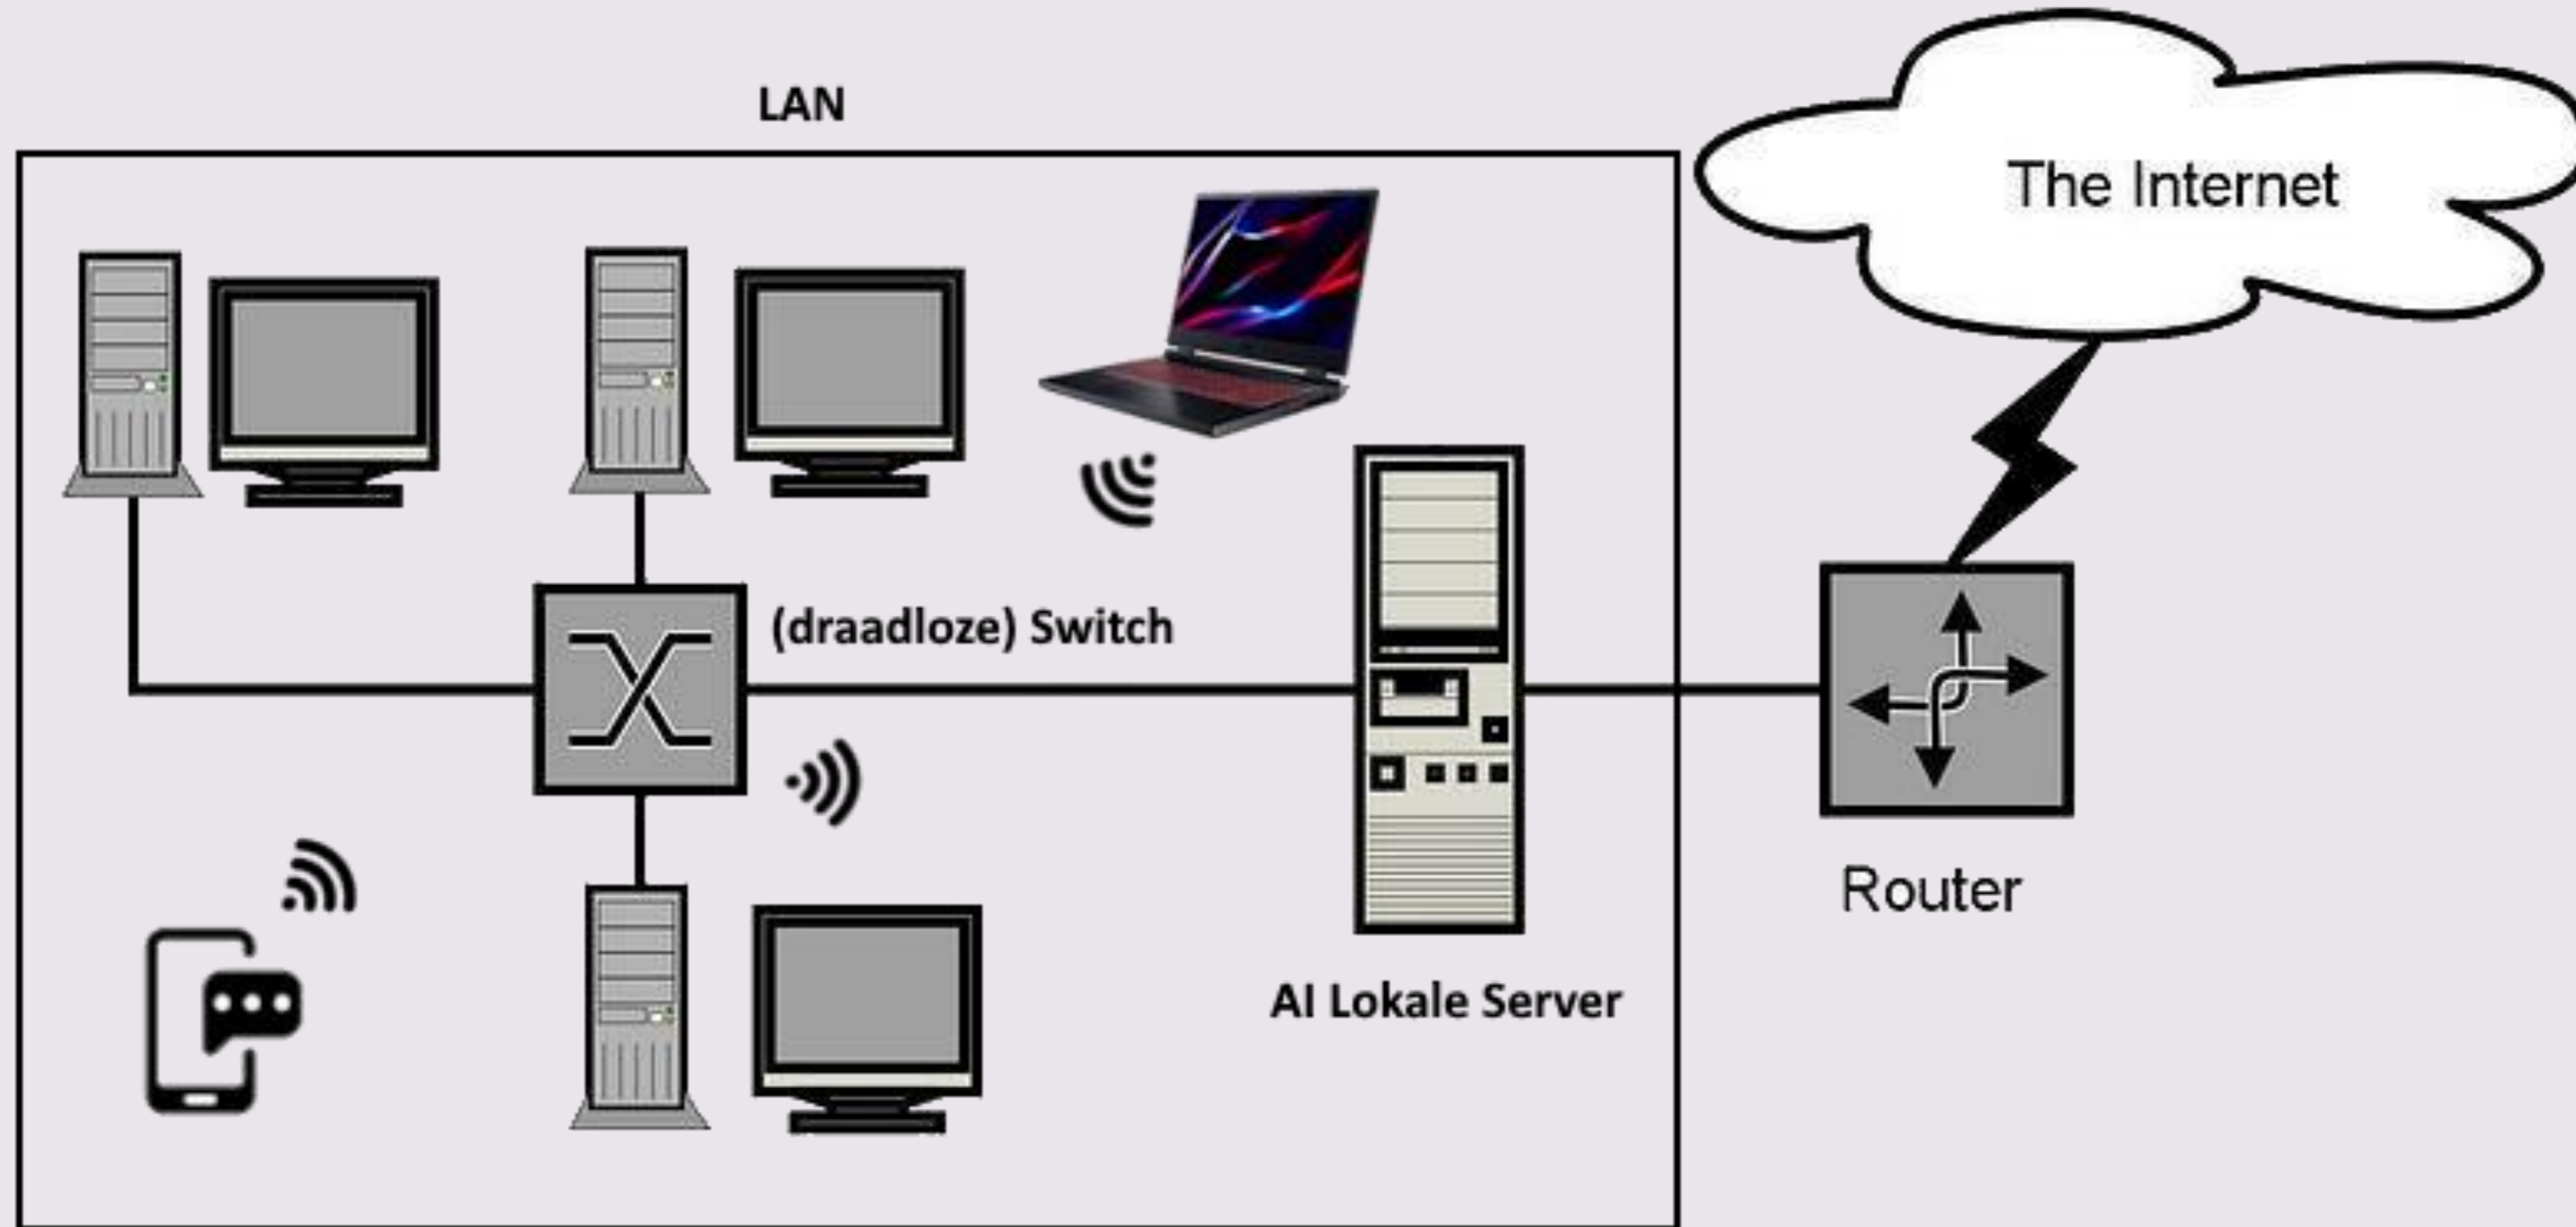 LAN
The Internet
(draadloze) Switch
Router
AI Lokale Server